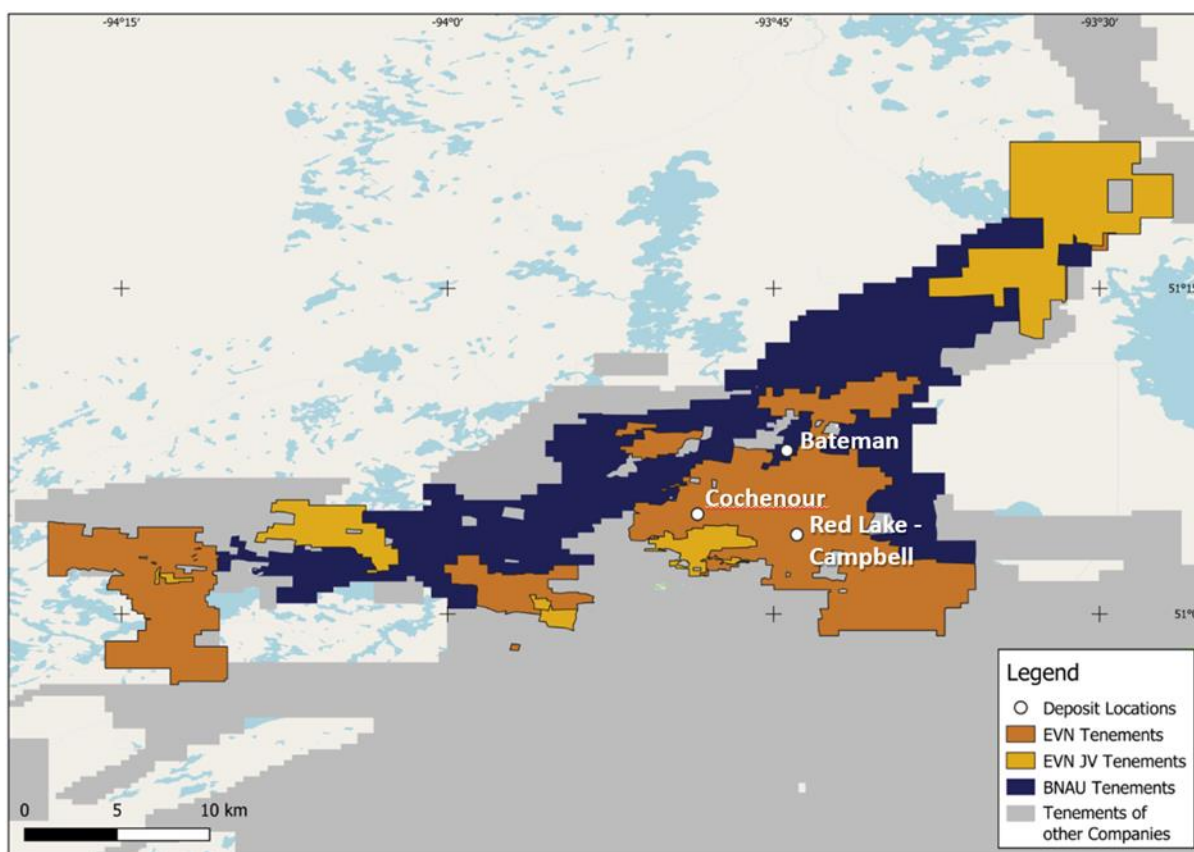 -94°15' -94°0' -93°45' -93°30'
51°15
Bateman
Cochenour
Red Lake -
Campbell
51°0
Legend
Deposit Locations
EVN Tenements
EVN JV Tenements
BNAU Tenements
Tenements of
other Companies
0 5 10 km